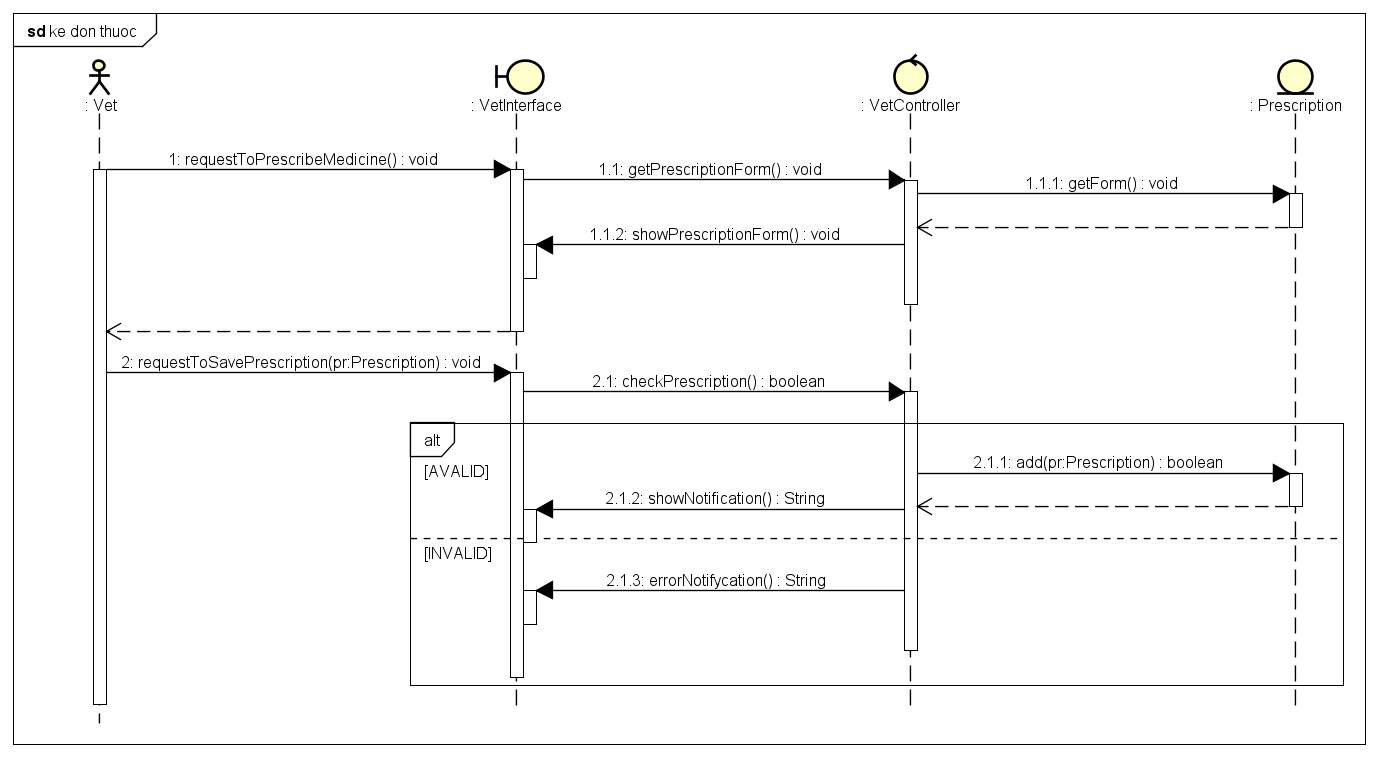 sd ke don thuoc
: Vet
: VetInterface
: VetController
: Prescription
1: requestToPrescribeMedicine() : void
1.1: getPrescriptionForm() : void
1.1.1: getForm() : void
1.1.2: showPrescriptionForm() : void
2: requestToSavePrescription(pr:Prescription) : void
2.1: checkPrescription() : boolean
alt
[AVALID]
2.1.1: add(pr:Prescription) : boolean
2.1.2: showNotification() : String
[INVALID]
2.1.3: errorNotifycation() : String